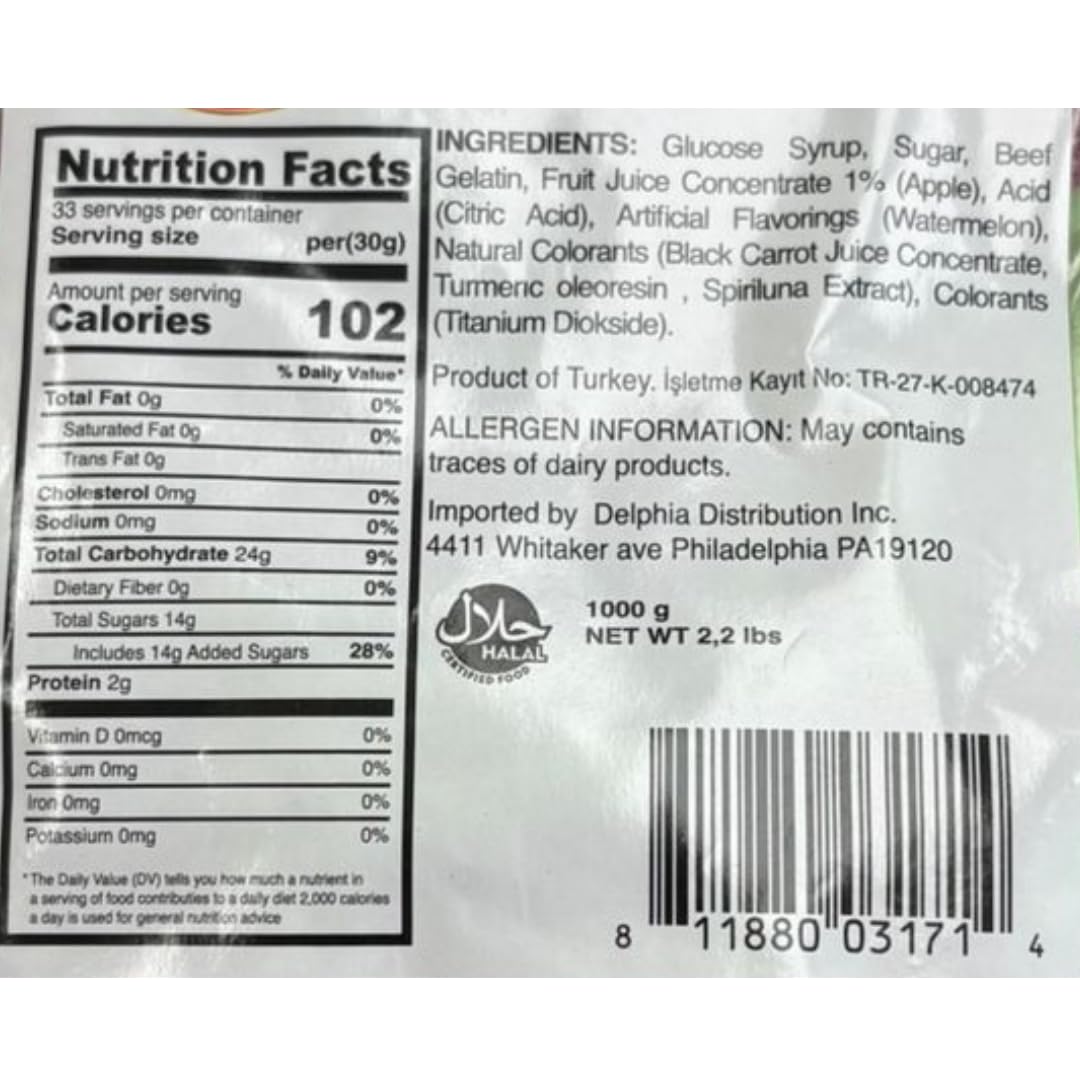 Nutrition Facts
33 servings per container
Serving size per(30g)
Amount per serving
Calories 102
% Daily Value*
Total Fat 0g 0%
Saturated Fat 0g 0%
Trans Fat 0g
Cholesterol 0mg 0%
Sodium 0mg 0%
Total Carbohydrate 24g 9%
Dietary Fiber 0g 0%
Total Sugars 14g
Includes 14g Added Sugars 28%
Protein 2g
Vitamin D 0mcg 0%
Calcium 0mg 0%
Iron 0mg 0%
Potassium 0mg 0%
*The Daily Value (DV) tells you how much a nutrient in
a serving of food contributies to a daily diet 2,000 calories
a day is used for general nutrition advice
INGREDIENTS: Glucose Syrup, Sugar, Beef
Gelatin, Fruit Juice Concentrate 1% (Apple), Acid
(Citric Acid), Artificial Flavorings (Watermelon),
Natural Colorants (Black Carrot Juice Concentrate,
Turmeric oleoresin , Spiriluna Extract), Colorants
(Titanium Diokside).
Product of Turkey. İşletme Kayıt No: TR-27-K-008474
ALLERGEN INFORMATION: May contains
traces of dairy products.
Imported by Delphia Distribution Inc.
4411 Whitaker ave Philadelphia PA19120
حلال
HALAL
CERTIFIED FOOD
1000 g
NET WT 2,2 lbs
8 11880 03171 4